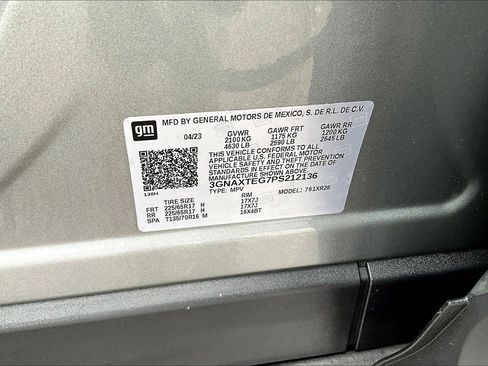 gm
MFD BY GENERAL MOTORS DE MEXICO, S. DE R.L. DE C.V.
04/23 GVWR GAWR FRT GAWR RR
2100 KG 1175 KG 1200 KG
4630 LB 2590 LB 2645 LB
THIS VEHICLE CONFORMS TO ALL
APPLICABLE U.S. FEDERAL MOTOR
VEHICLE SAFETY AND THEFT PREVENTION
STANDARDS IN EFFECT ON THE DATE OF
MANUFACTURE SHOWN ABOVE.
3GNAXTEG7PS212136
TYPE: MPV MODEL: 761XR26
TIRE SIZE RIM
FRT 225/65R17 H 17X7J
RR 225/65R17 H 17X7J
SPA T135/70R16 M 16X4BT